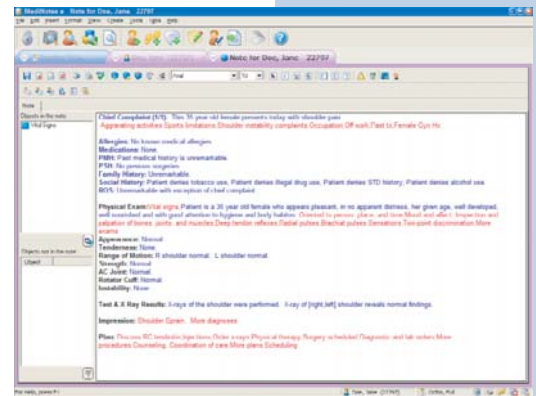 MediNotes e Note for Doe, Jane 22797
Note for Doe, Jane 22797
Arial
Note
Objects in the note
Vital Signs
Objects not in the note
Chief Complaint (1/1): This 35 year old female presents today with shoulder pain
Aggravating activities Sports limitations Shoulder instability complaints Occupation Off work Past tx Female Gyn Hx
Allergies: No known medical allergies
Medications: None
PMH: Past medical history is unremarkable
PSH: No previous surgeries
Family History: Unremarkable
Social History: Patient denies tobacco use, Patient denies illegal drug use, Patient denies STD history, Patient denies alcohol use
ROS: Unremarkable with exception of chief complaint
Physical Exam: Vital signs Patient is a 35 year old female who appears pleasant, in no apparent distress, her given age, well developed,
well nourished and with good attention to hygiene and body habitus. Oriented to person, place, and time Mood and affect Inspection and
palpation of bones, joints, and muscles Deep tendon reflexes Radial pulses Brachial pulses Sensations Two-point discrimination More
exams
Appearance: Normal
Tenderness: None
Range of Motion: R shoulder normal. L shoulder normal.
Strength: Normal
AC Joint: Normal
Rotator Cuff: Normal
Instability: None
Test & X Ray Results: X-rays of the shoulder were performed. X-ray of [right,left] shoulder reveals normal findings.
Impression: Shoulder Sprain More diagnoses
Plan: Discuss RC tendinitis Injections Order x-rays Physical therapy Surgery scheduled Diagnostic and lab orders More
procedures Counseling Coordination of care More plans Scheduling
For Help, press F1